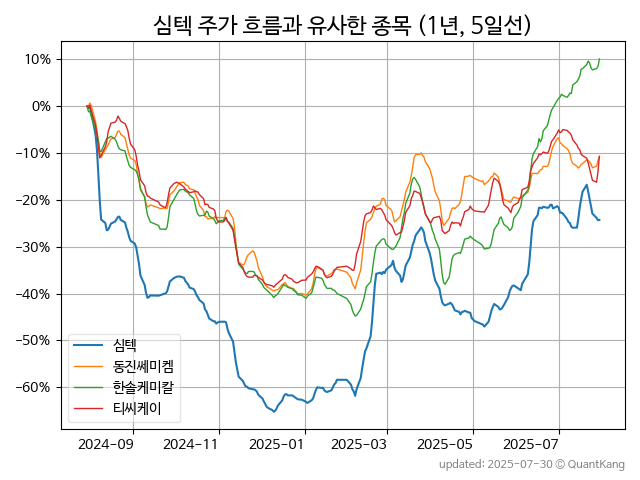 심텍 주가 흐름과 유사한 종목 (1년, 5일선)
10%
0%
-10%
-20%
-30%
-40%
-50%
-60%
심텍
동진쎄미켐
한솔케미칼
티씨케이
2024-09
2024-11
2025-01
2025-03
2025-05
2025-07
updated: 2025-07-30 © QuantKang